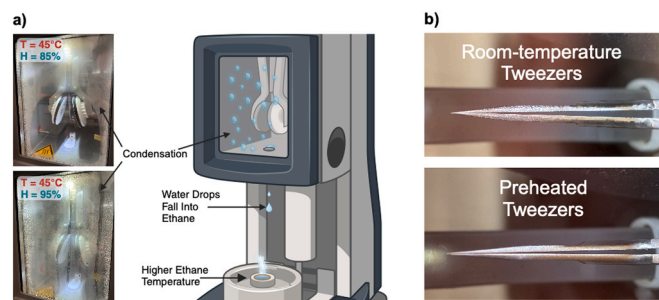 a)
T = 45°C
H = 85%
T = 45°C
H = 95%
Condensation
Water Drops
Fall Into
Ethane
Higher Ethane
Temperature
b)
Room-temperature
Tweezers
Preheated
Tweezers